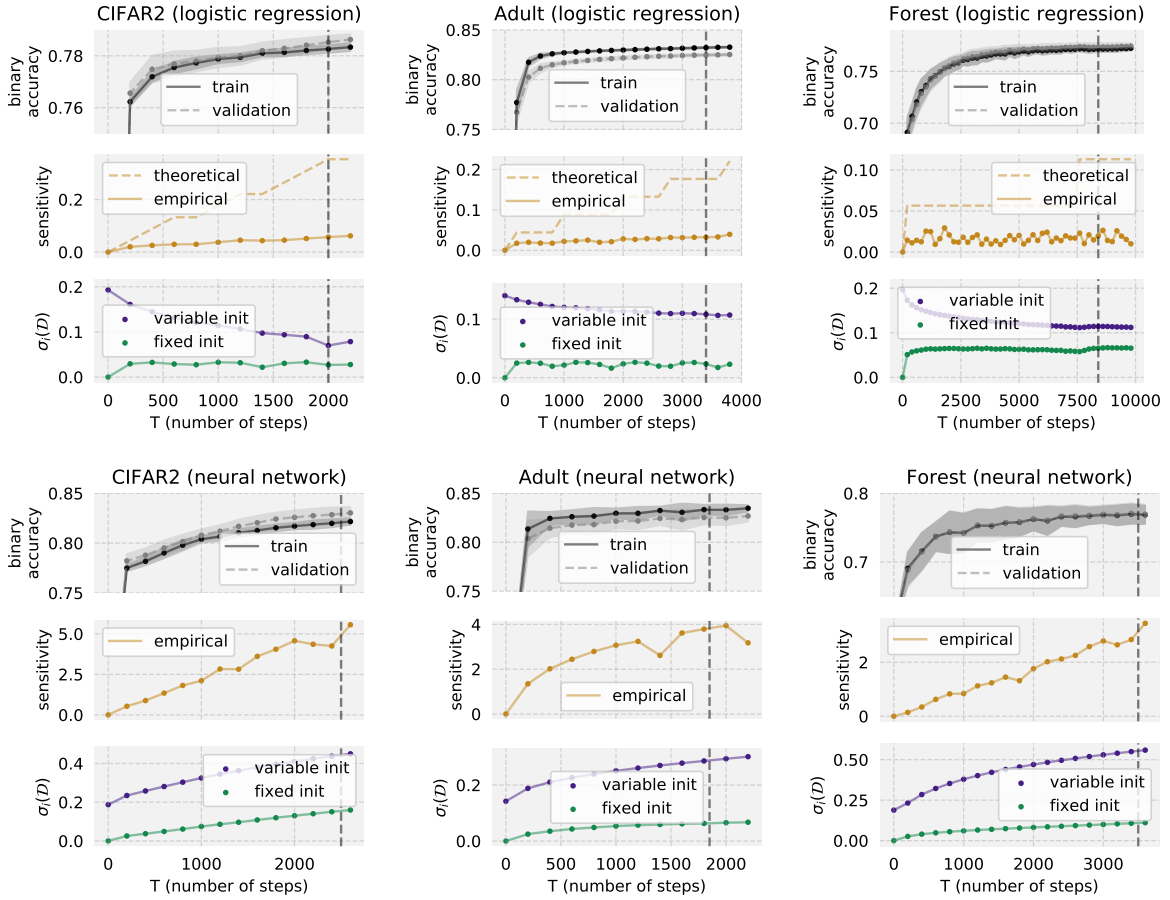 CIFAR2 (logistic regression)
binary
accuracy
0.78
0.76
train
validation
sensitivity
0.2
0.0
theoretical
empirical
σᵢ(𝒟)
0.2
0.1
0.0
variable init
fixed init
0 500 1000 1500 2000
T (number of steps)
Adult (logistic regression)
binary
accuracy
0.85
0.80
0.75
train
validation
sensitivity
0.2
0.1
0.0
theoretical
empirical
σᵢ(𝒟)
0.1
0.0
variable init
fixed init
0 1000 2000 3000 4000
T (number of steps)
Forest (logistic regression)
binary
accuracy
0.75
0.70
train
validation
sensitivity
0.10
0.05
0.00
theoretical
empirical
σᵢ(𝒟)
0.2
0.1
0.0
variable init
fixed init
0 2500 5000 7500 10000
T (number of steps)
CIFAR2 (neural network)
binary
accuracy
0.85
0.80
0.75
train
validation
sensitivity
5.0
2.5
0.0
empirical
σᵢ(𝒟)
0.4
0.2
0.0
variable init
fixed init
0 1000 2000
T (number of steps)
Adult (neural network)
binary
accuracy
0.85
0.80
0.75
train
validation
sensitivity
4
2
0
empirical
σᵢ(𝒟)
0.2
0.0
variable init
fixed init
0 500 1000 1500 2000
T (number of steps)
Forest (neural network)
binary
accuracy
0.8
0.7
train
validation
sensitivity
2
0
empirical
σᵢ(𝒟)
0.50
0.25
0.00
variable init
fixed init
0 1000 2000 3000
T (number of steps)